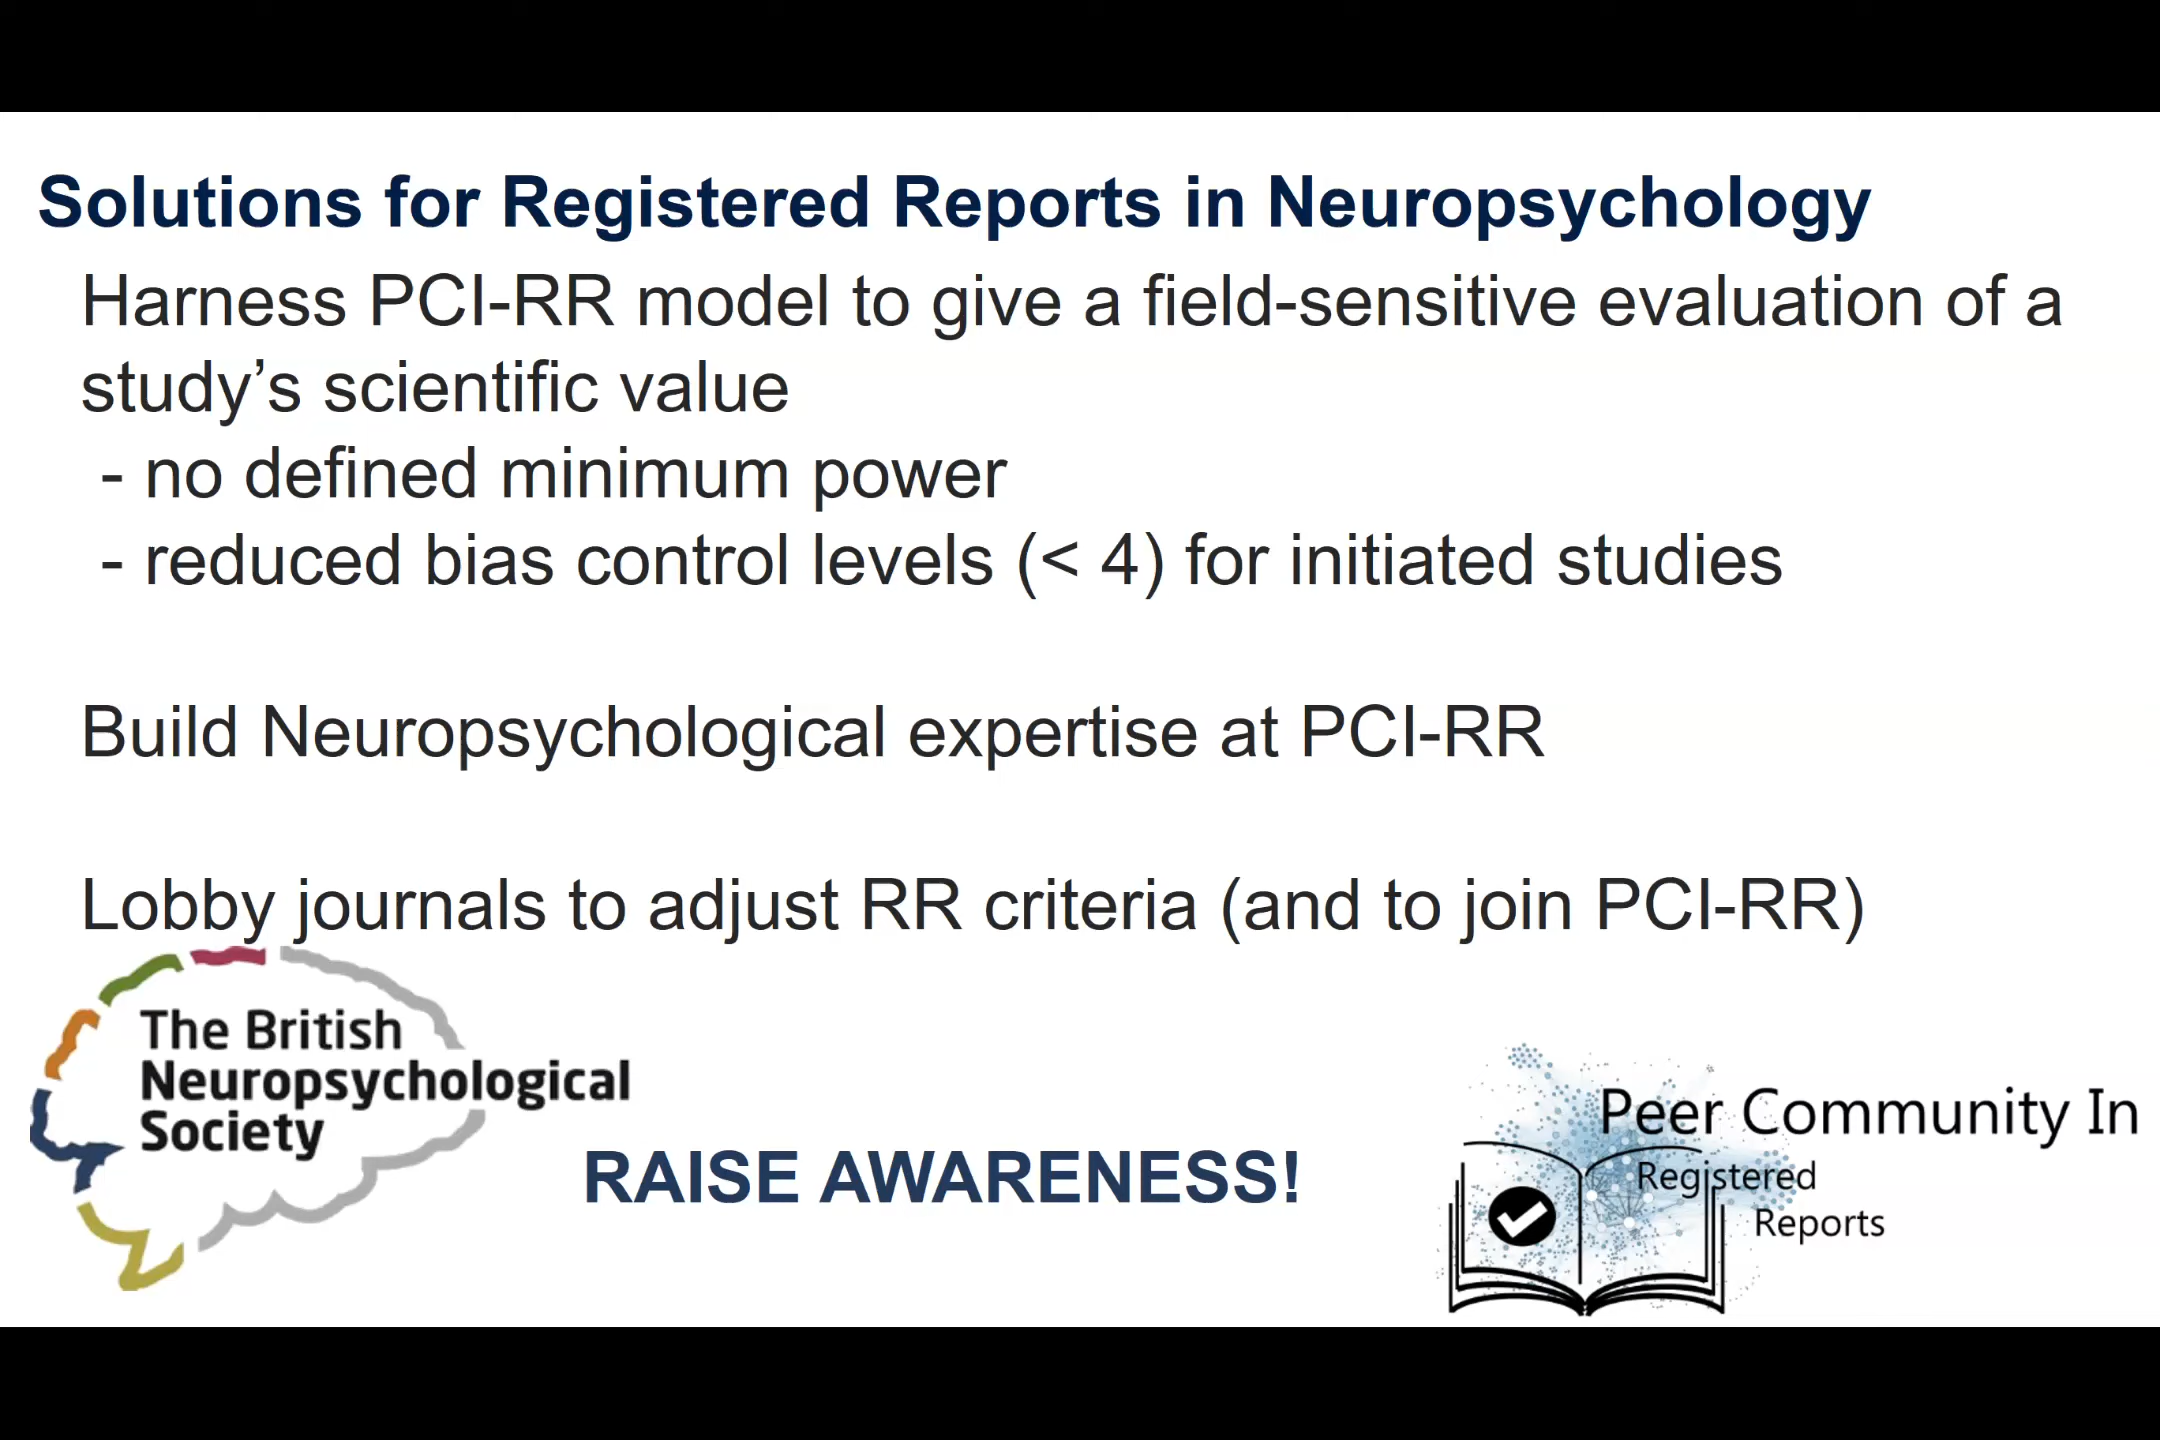 Solutions for Registered Reports in Neuropsychology
Harness PCI-RR model to give a field-sensitive evaluation of a
study’s scientific value
- no defined minimum power
- reduced bias control levels (< 4) for initiated studies
Build Neuropsychological expertise at PCI-RR
Lobby journals to adjust RR criteria (and to join PCI-RR)
The British
Neuropsychological
Society
RAISE AWARENESS!
Peer Community In
Registered
Reports